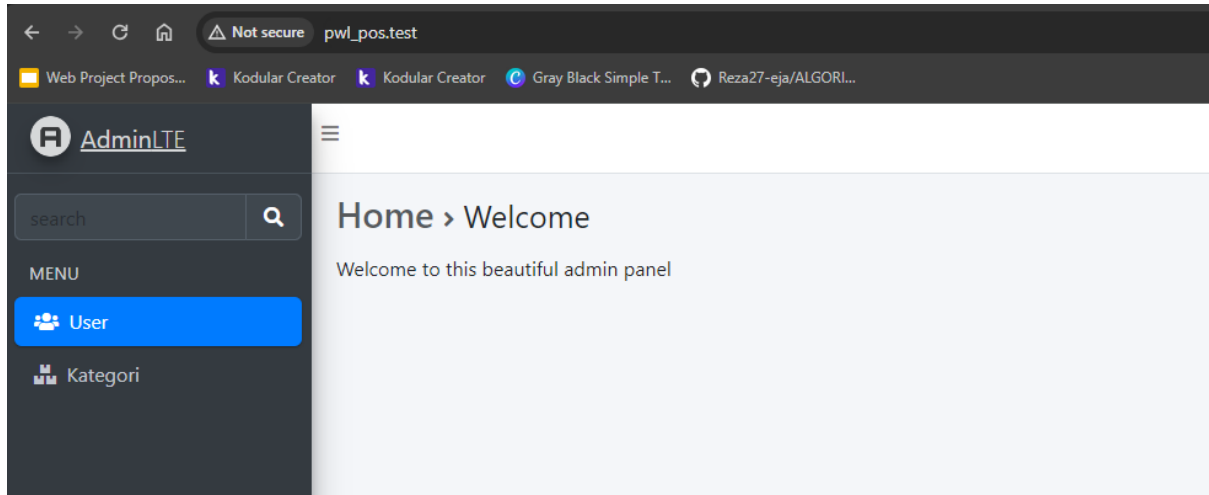 Not secure pwl_pos.test
Web Project Propos... Kodular Creator Kodular Creator Gray Black Simple T... Reza27-eja/ALGORI...
AdminLTE
search
Home › Welcome
MENU
Welcome to this beautiful admin panel
User
Kategori